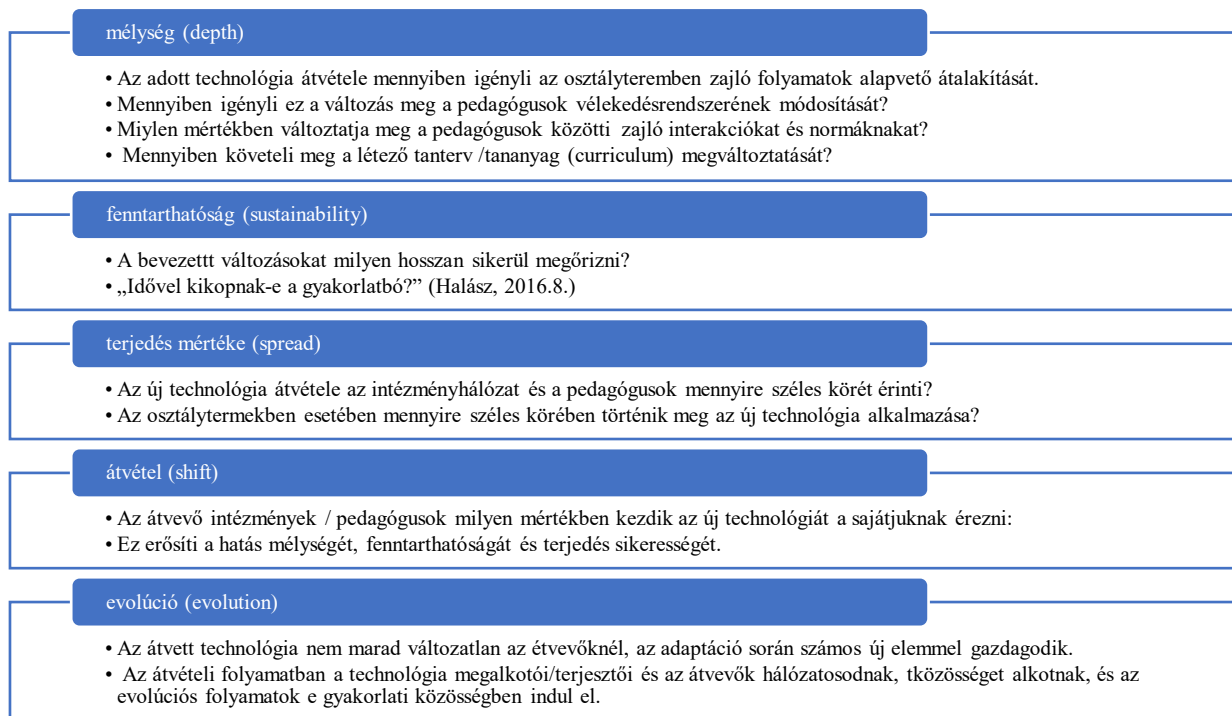 mélység (depth)
• Az adott technológia átvétele mennyiben igényli az osztályteremben zajló folyamatok alapvető átalakítását.
• Mennyiben igényli ez a változás meg a pedagógusok vélekedésrendszerének módosítását?
• Miylen mértékben változtatja meg a pedagógusok közötti zajló interakciókat és normáknakat?
• Mennyiben követeli meg a létező tanterv /tananyag (curriculum) megváltoztatását?
fenntarthatóság (sustainability)
• A bevezettt változásokat milyen hosszan sikerül megőrizni?
• „Idővel kikopnak-e a gyakorlatbó?” (Halász, 2016.8.)
terjedés mértéke (spread)
• Az új technológia átvétele az intézményhálózat és a pedagógusok mennyire széles körét érinti?
• Az osztálytermekben esetében mennyire széles körében történik meg az új technológia alkalmazása?
átvétel (shift)
• Az átvevő intézmények / pedagógusok milyen mértékben kezdik az új technológiát a sajátjuknak érezni:
• Ez erősíti a hatás mélységét, fenntarthatóságát és terjedés sikerességét.
evolúció (evolution)
• Az átvett technológia nem marad változatlan az étvevőknél, az adaptáció során számos új elemmel gazdagodik.
• Az átvételi folyamatban a technológia megalkotói/terjesztői és az átvevők hálózatosodnak, tközösséget alkotnak, és az
evolúciós folyamatok e gyakorlati közösségben indul el.